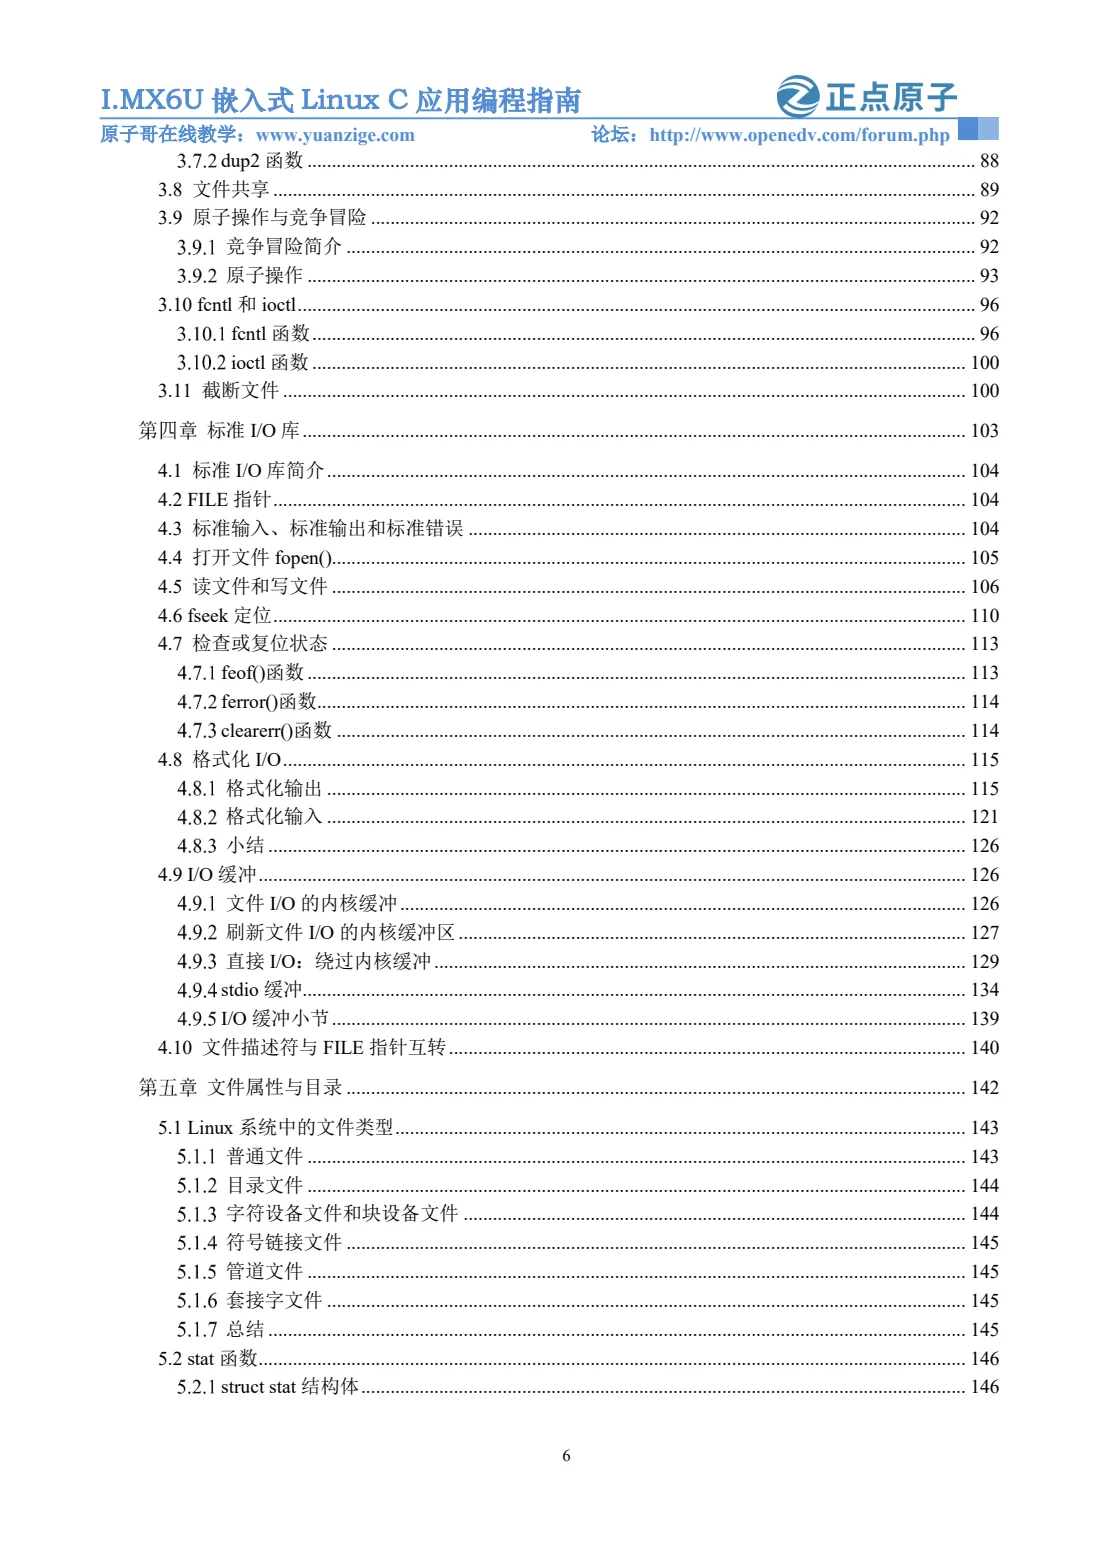 I.MX6U 嵌入式 Linux C 应用编程指南
正点原子
原子哥在线教学：www.yuanzige.com 论坛：http://www.openedv.com/forum.php
3.7.2 dup2 函数 88
3.8 文件共享 89
3.9 原子操作与竞争冒险 92
3.9.1 竞争冒险简介 92
3.9.2 原子操作 93
3.10 fcntl 和 ioctl 96
3.10.1 fcntl 函数 96
3.10.2 ioctl 函数 100
3.11 截断文件 100
第四章 标准 I/O 库 103
4.1 标准 I/O 库简介 104
4.2 FILE 指针 104
4.3 标准输入、标准输出和标准错误 104
4.4 打开文件 fopen() 105
4.5 读文件和写文件 106
4.6 fseek 定位 110
4.7 检查或复位状态 113
4.7.1 feof()函数 113
4.7.2 ferror()函数 114
4.7.3 clearerr()函数 114
4.8 格式化 I/O 115
4.8.1 格式化输出 115
4.8.2 格式化输入 121
4.8.3 小结 126
4.9 I/O 缓冲 126
4.9.1 文件 I/O 的内核缓冲 126
4.9.2 刷新文件 I/O 的内核缓冲区 127
4.9.3 直接 I/O：绕过内核缓冲 129
4.9.4 stdio 缓冲 134
4.9.5 I/O 缓冲小节 139
4.10 文件描述符与 FILE 指针互转 140
第五章 文件属性与目录 142
5.1 Linux 系统中的文件类型 143
5.1.1 普通文件 143
5.1.2 目录文件 144
5.1.3 字符设备文件和块设备文件 144
5.1.4 符号链接文件 145
5.1.5 管道文件 145
5.1.6 套接字文件 145
5.1.7 总结 145
5.2 stat 函数 146
5.2.1 struct stat 结构体 146
6